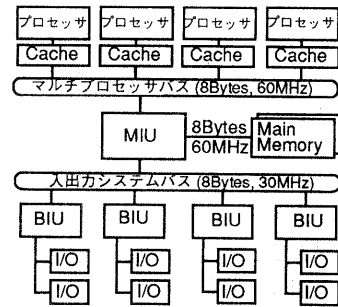 プロセッサ プロセッサ プロセッサ プロセッサ
Cache Cache Cache Cache
マルチプロセッサバス (8Bytes, 60MHz)
MIU
8Bytes
60MHz
Main
Memory
入出力システムバス (8Bytes, 30MHz)
BIU BIU BIU BIU
I/O I/O I/O I/O
I/O I/O I/O I/O